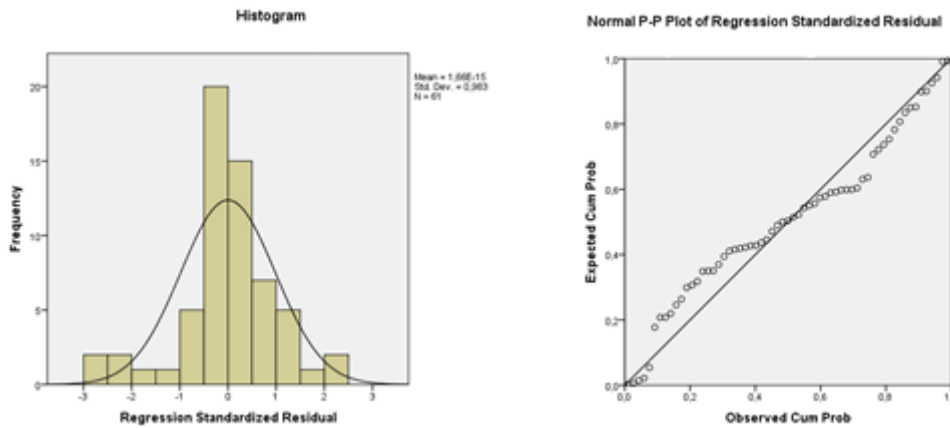 Histogram
Mean = 1,66E-15
Std. Dev. = 0,983
N = 61
20
15
10
5
0
-3 -2 -1 0 1 2 3
Frequency
Regression Standardized Residual
Normal P-P Plot of Regression Standardized Residual
1,0
0,8
0,6
0,4
0,2
0,0
0,0 0,2 0,4 0,6 0,8 1,
Expected Cum Prob
Observed Cum Prob